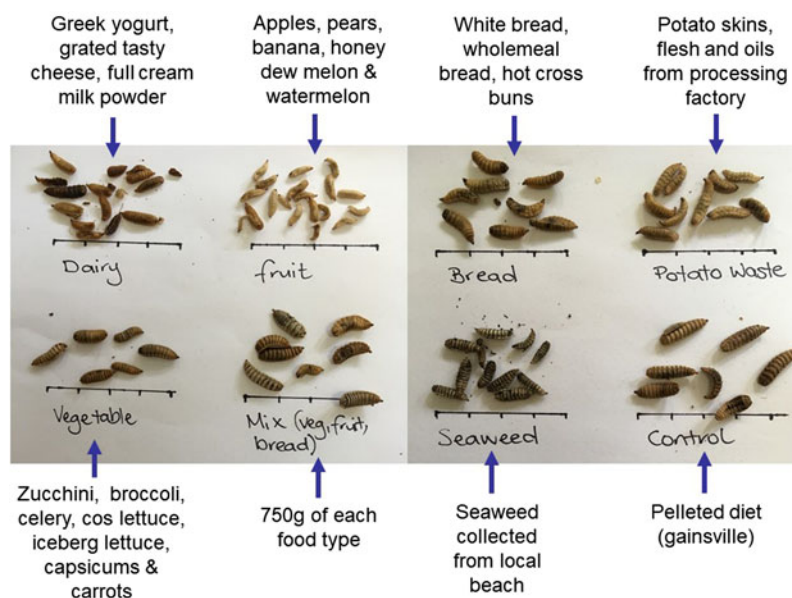 Greek yogurt,
grated tasty
cheese, full cream
milk powder
Apples, pears,
banana, honey
dew melon &
watermelon
White bread,
wholemeal
bread, hot cross
buns
Potato skins,
flesh and oils
from processing
factory
Dairy
fruit
Bread
Potato Waste
Vegetable
Mix (veg, fruit,
bread)
Seaweed
Control
Zucchini, broccoli,
celery, cos lettuce,
iceberg lettuce,
capsicums &
carrots
750g of each
food type
Seaweed
collected
from local
beach
Pelleted diet
(gainsville)